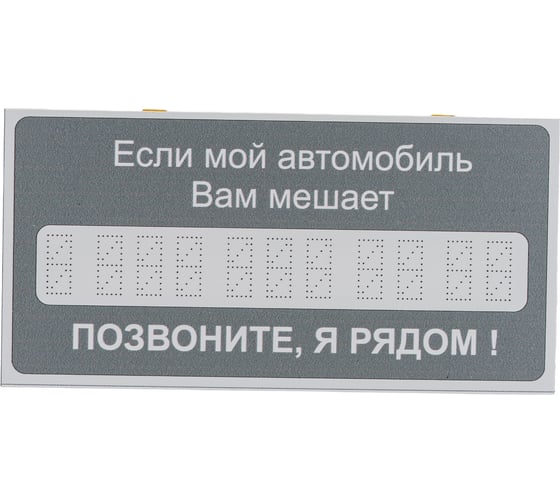 Если мой автомобиль
Вам мешает
ПОЗВОНИТЕ, Я РЯДОМ !